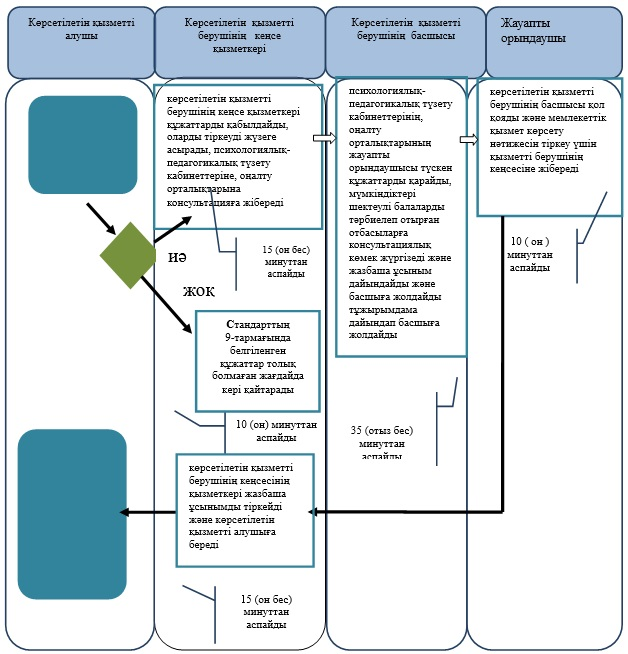 Көрсетілетін қызметті
алушы
Көрсетілетін қызметті
берушінің кеңсе
қызметкері
Көрсетілетін қызметті
берушінің басшысы
Жауапты
орындаушы
көрсетілетін қызметті
берушінің кеңсе қызметкері
құжаттарды қабылдайды,
оларды тіркеуді жүзеге
асырады, психологиялық-
педагогикалық түзету
кабинеттеріне, оңалту
орталықтарына
консультацияға жібереді
психологиялық-
педагогикалық түзету
кабинеттерінің,
оңалту
орталықтарының
жауапты
орындаушысы түскен
құжаттарды қарайды,
мүмкіндіктері
шектеулі балаларды
тәрбиелеп отырған
отбасыларға
консультациялық
көмек жүргізеді және
жазбаша ұсыным
дайындайды және
басшыға жолдайды
тұжырымдама
дайындап басшыға
жолдайды
көрсетілетін қызметті
берушінің басшысы қол
қояды және мемлекеттік
қызмет көрсету
нәтижесін тіркеу үшін
қызметті берушінің
кеңсесіне жібереді
15 (он бес)
минуттан
аспайды
10 ( он )
минуттан
аспайды
иә
жоқ
Стандарттың
9-тармағында
белгіленген
құжаттар толық
болмаған жағдайда
кері қайтарады
10 (он) минуттан
аспайды
35 (отыз бес)
минуттан
аспайды
көрсетілетін қызметті
берушінің кеңсесінің
қызметкері жазбаша
ұсынымды тіркейді
және көрсетілетін
қызметті алушыға
береді
15 (он бес)
минуттан
аспайды